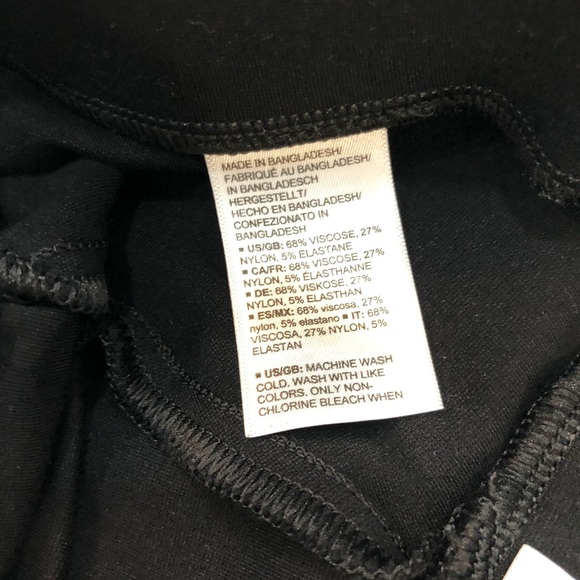 MADE IN BANGLADESH/
FABRIQUÉ AU BANGLADESH/
IN BANGLADESCH
HERGESTELLT/
HECHO EN BANGLADESH/
CONFEZIONATO IN
BANGLADESH
▪ US/GB: 68% VISCOSE, 27%
NYLON, 5% ELASTANE
▪ CA/FR: 68% VISCOSE, 27%
NYLON, 5% ÉLASTHANNE
▪ DE: 68% VISKOSE, 27%
NYLON, 5% ELASTHAN
▪ ES/MX: 68% viscosa, 27%
nylon, 5% elastano ▪ IT: 68%
VISCOSA, 27% NYLON, 5%
ELASTAN
▪ US/GB: MACHINE WASH
COLD. WASH WITH LIKE
COLORS. ONLY NON-
CHLORINE BLEACH WHEN